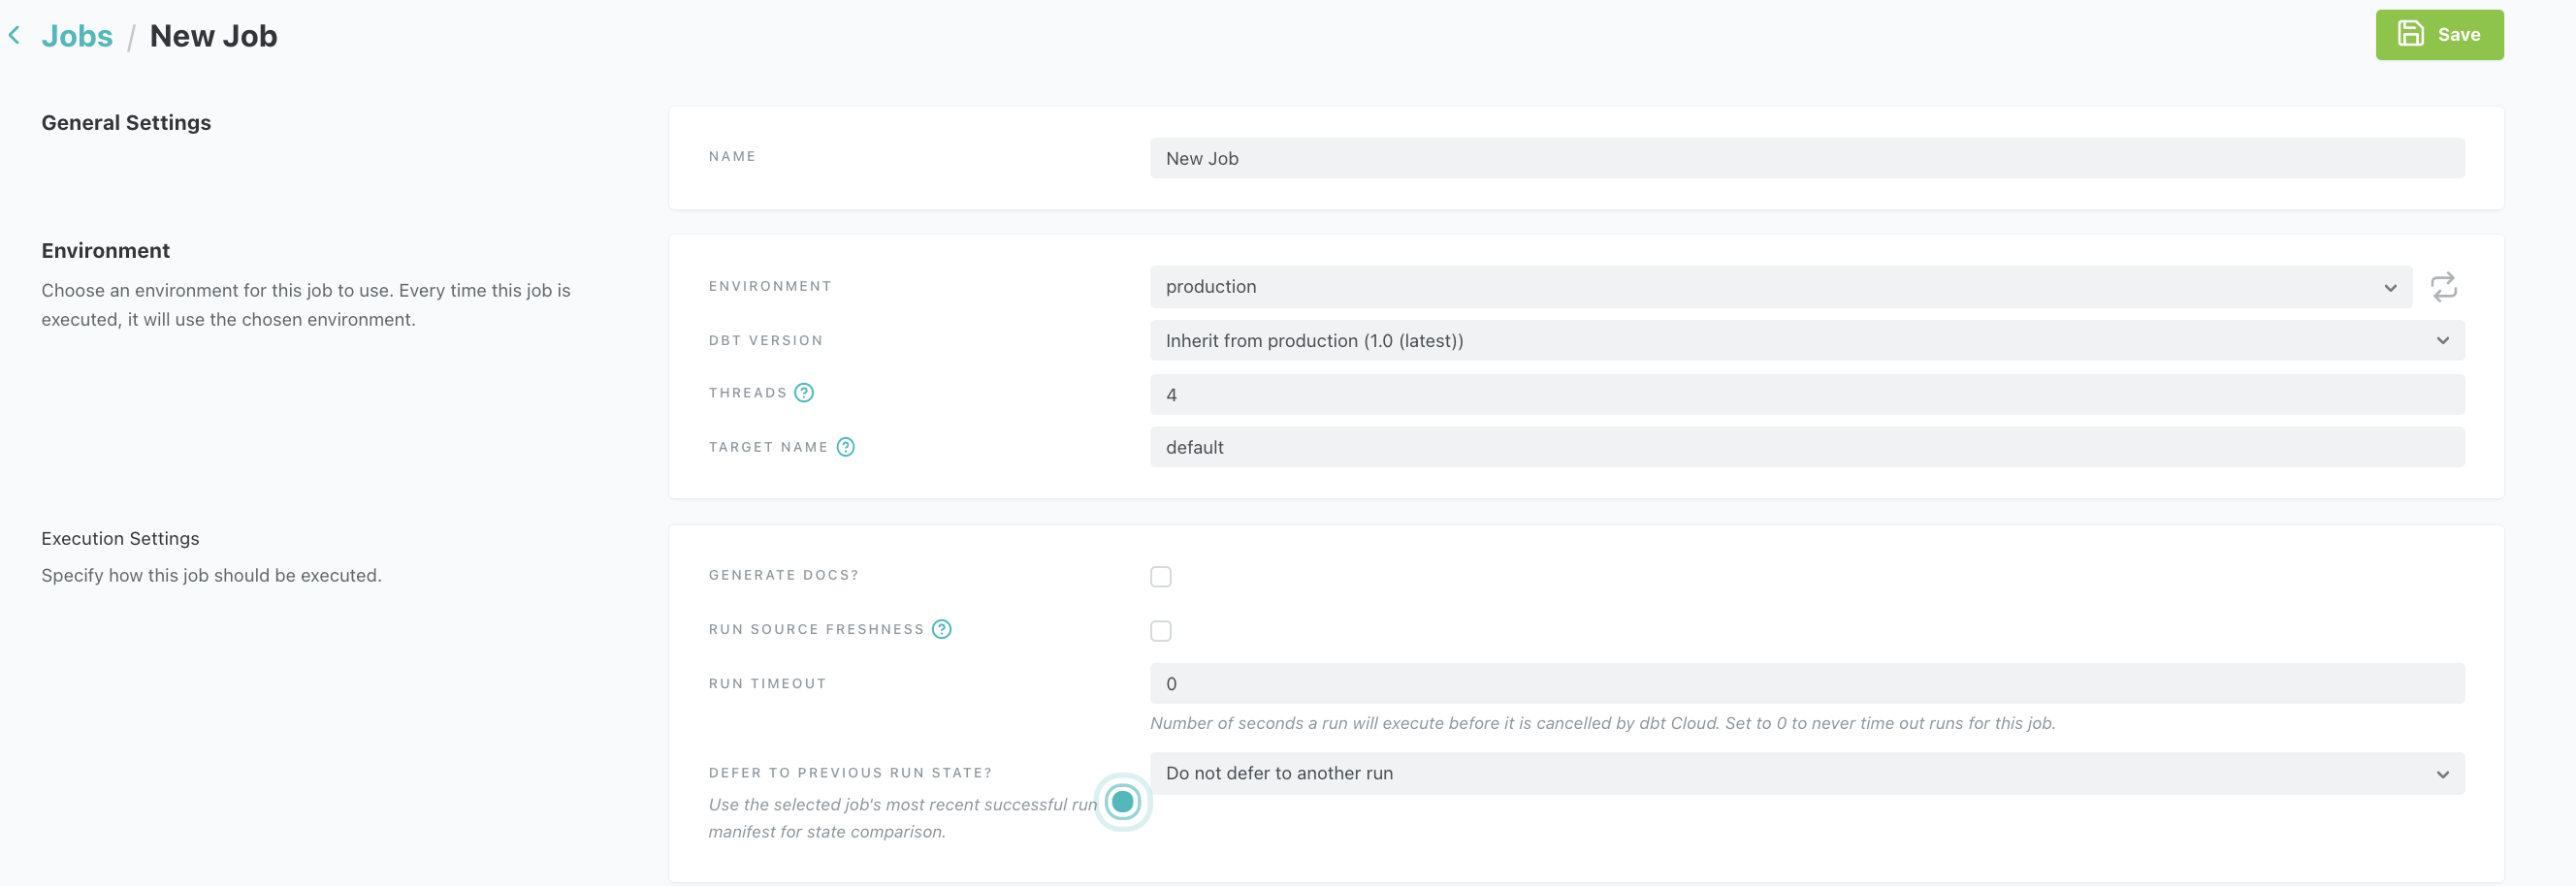 Jobs / New Job
Save
General Settings
NAME
New Job
Environment
Choose an environment for this job to use. Every time this job is
executed, it will use the chosen environment.
ENVIRONMENT
production
DBT VERSION
Inherit from production (1.0 (latest))
THREADS ?
4
TARGET NAME ?
default
Execution Settings
Specify how this job should be executed.
GENERATE DOCS?
RUN SOURCE FRESHNESS ?
RUN TIMEOUT
0
Number of seconds a run will execute before it is cancelled by dbt Cloud. Set to 0 to never time out runs for this job.
DEFER TO PREVIOUS RUN STATE?
Do not defer to another run
Use the selected job's most recent successful run
manifest for state comparison.